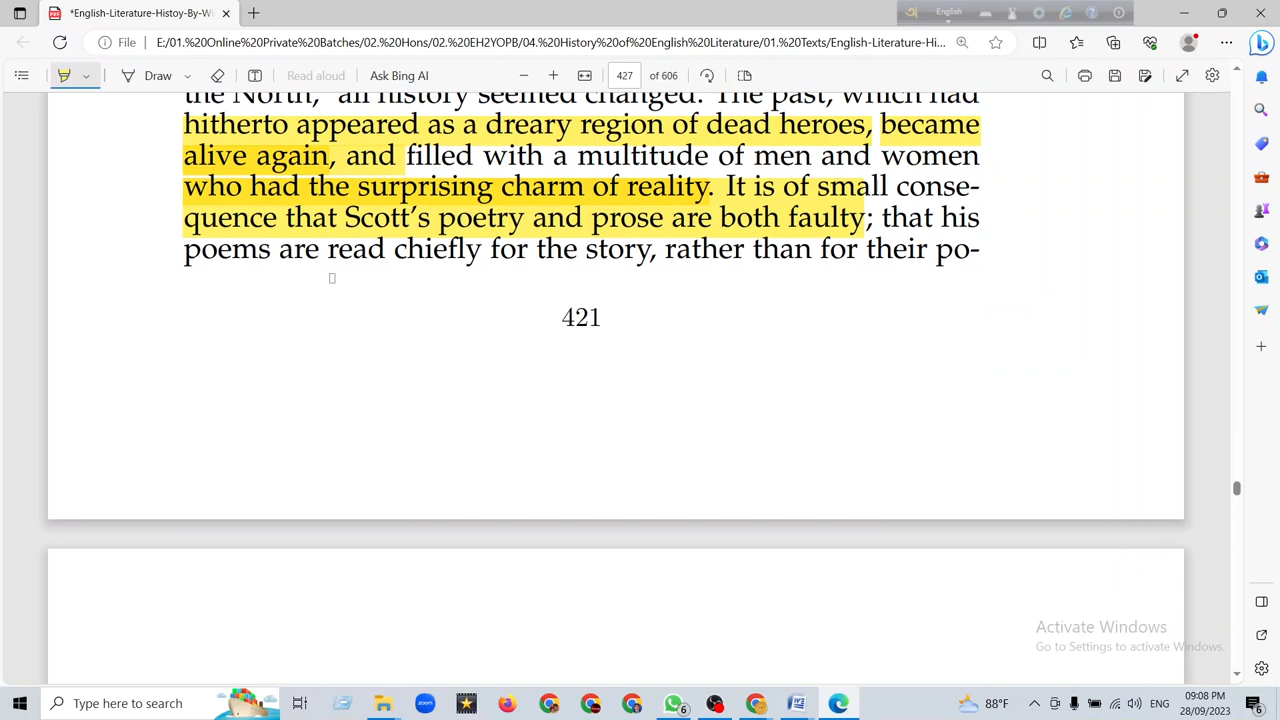 *English-Literature-Histoy-By-Wi
English
File
E:/01.%20Online%20Private%20Batches/02.%20Hons/02.%20EH2YOPB/04.%20History%20of%20English%20Literature/01.%20Texts/English-Literature-Hi...
Draw
Read aloud
Ask Bing AI
427
of 606
the North," all history seemed changed. The past, which had
hitherto appeared as a dreary region of dead heroes, became
alive again, and filled with a multitude of men and women
who had the surprising charm of reality. It is of small conse-
quence that Scott's poetry and prose are both faulty; that his
poems are read chiefly for the story, rather than for their po-
421
Activate Windows
Go to Settings to activate Windows.
Type here to search
zoom
6
88°F
ENG
09:08 PM
28/09/2023
6